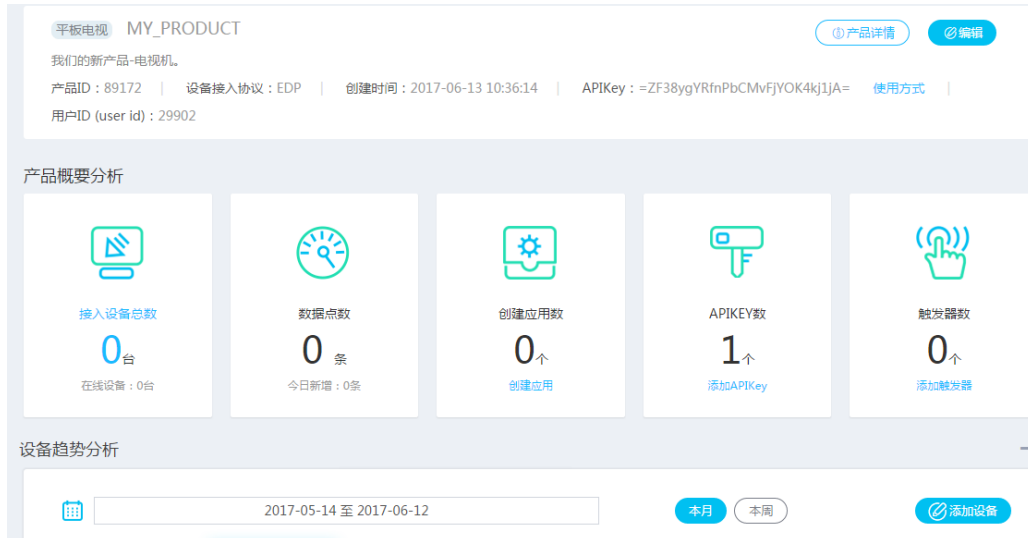 平板电视 MY_PRODUCT 产品详情 编辑
我们的新产品-电视机。
产品ID：89172 | 设备接入协议：EDP | 创建时间：2017-06-13 10:36:14 | APIKey：=ZF38ygYRfnPbCMvFjYOK4kj1jA= 使用方式 |
用户ID (user id)：29902
产品概要分析
接入设备总数 数据点数 创建应用数 APIKEY数 触发器数
0台 0 条 0个 1个 0个
在线设备：0台 今日新增：0条 创建应用 添加APIKey 添加触发器
设备趋势分析
2017-05-14 至 2017-06-12 本月 本周 添加设备